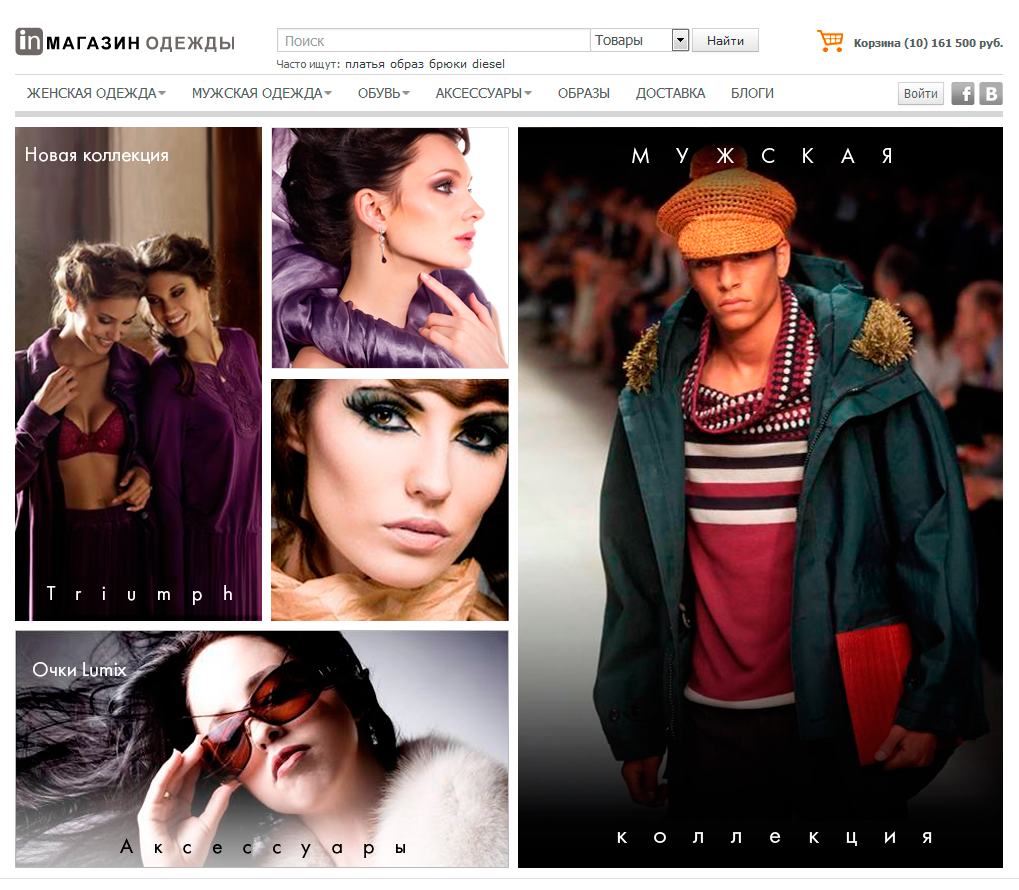 in МАГАЗИН ОДЕЖДЫ
Поиск
Товары
Найти
Корзина (10) 161 500 руб.
Часто ищут: платья образ брюки diesel
ЖЕНСКАЯ ОДЕЖДА МУЖСКАЯ ОДЕЖДА ОБУВЬ АКСЕССУАРЫ ОБРАЗЫ ДОСТАВКА БЛОГИ
Войти
f
B
Новая коллекция
Triumph
МУЖСКАЯ
коллекция
Очки Lumix
Аксессуары